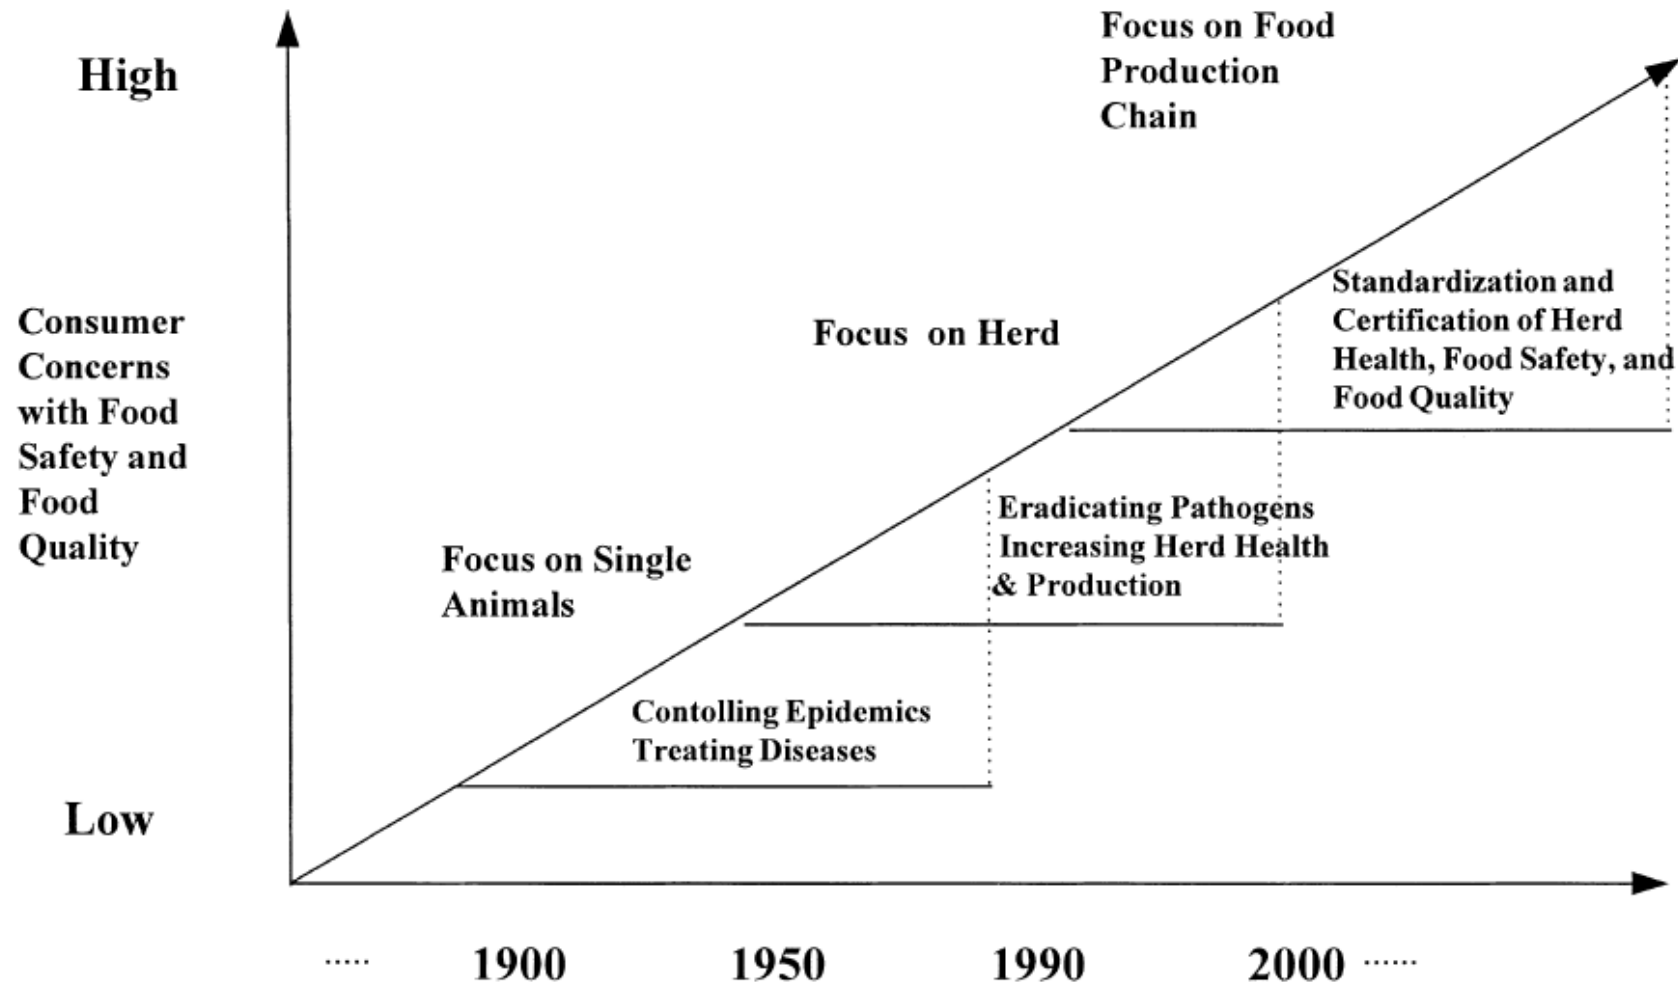 High
Consumer
Concerns
with Food
Safety and
Food
Quality
Low
Focus on Food
Production
Chain
Focus on Herd
Focus on Single
Animals
Standardization and
Certification of Herd
Health, Food Safety, and
Food Quality
Eradicating Pathogens
Increasing Herd Health
& Production
Contolling Epidemics
Treating Diseases
..... 1900 1950 1990 2000 ......